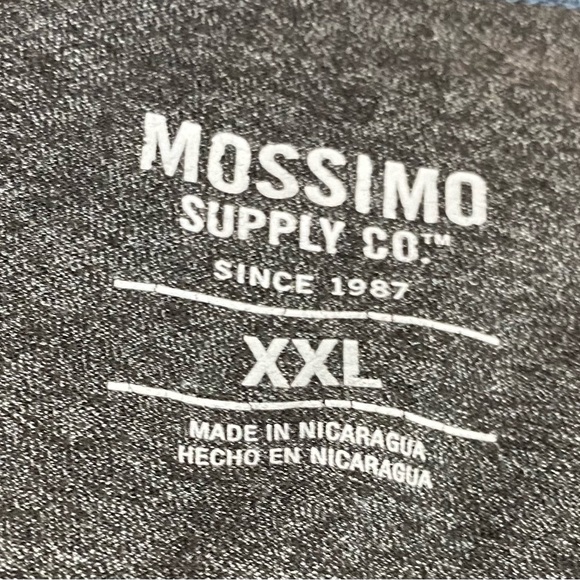 MOSSIMO
SUPPLY CO.™
SINCE 1987
XXL
MADE IN NICARAGUA
HECHO EN NICARAGUA